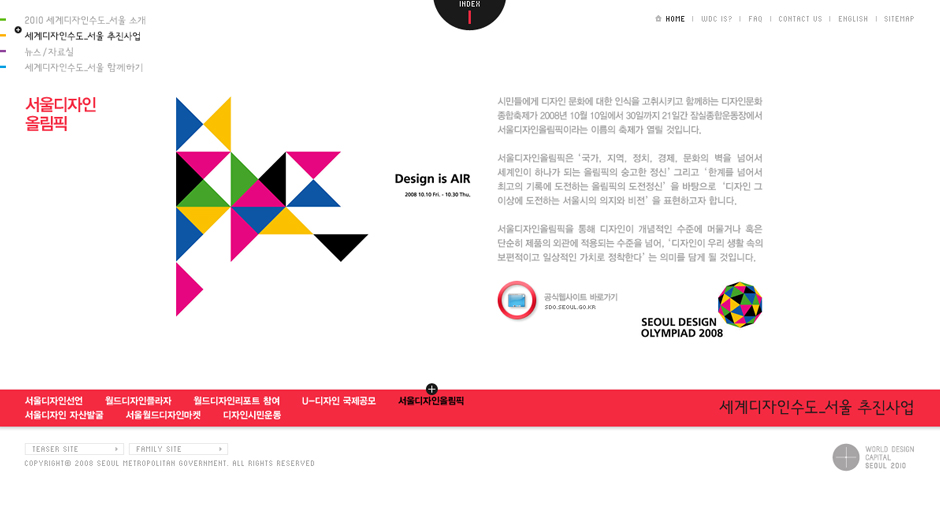 INDEX
HOME | WDC IS? | FAQ | CONTACT US | ENGLISH | SITEMAP
2010 세계디자인수도_서울 소개
세계디자인수도_서울 추진사업
뉴스/자료실
세계디자인수도_서울 함께하기
서울디자인
올림픽
Design is AIR
2008 10.10 Fri. - 10.30 Thu.
시민들에게 디자인 문화에 대한 인식을 고취시키고 함께하는 디자인문화
종합축제가 2008년 10월 10일에서 30일까지 21일간 잠실종합운동장에서
서울디자인올림픽이라는 이름의 축제가 열릴 것입니다.
서울디자인올림픽은 '국가, 지역, 정치, 경제, 문화의 벽을 넘어서
세계인이 하나가 되는 올림픽의 숭고한 정신' 그리고 '한계를 넘어서
최고의 기록에 도전하는 올림픽의 도전정신' 을 바탕으로 '디자인 그
이상에 도전하는 서울시의 의지와 비전' 을 표현하고자 합니다.
서울디자인올림픽을 통해 디자인이 개념적인 수준에 머물거나 혹은
단순히 제품의 외관에 적용되는 수준을 넘어, '디자인이 우리 생활 속의
보편적이고 일상적인 가치로 정착한다' 는 의미를 담게 될 것입니다.
공식웹사이트 바로가기
SDO.SEOUL.GO.KR
SEOUL DESIGN
OLYMPIAD 2008
서울디자인선언 월드디자인플라자 월드디자인리포트 참여 U-디자인 국제공모 서울디자인올림픽
서울디자인 자산발굴 서울월드디자인마켓 디자인시민운동
세계디자인수도_서울 추진사업
TEASER SITE FAMILY SITE
COPYRIGHT® 2008 SEOUL METROPOLITAN GOVERNMENT. ALL RIGHTS RESERVED
WORLD DESIGN
CAPITAL
SEOUL 2010